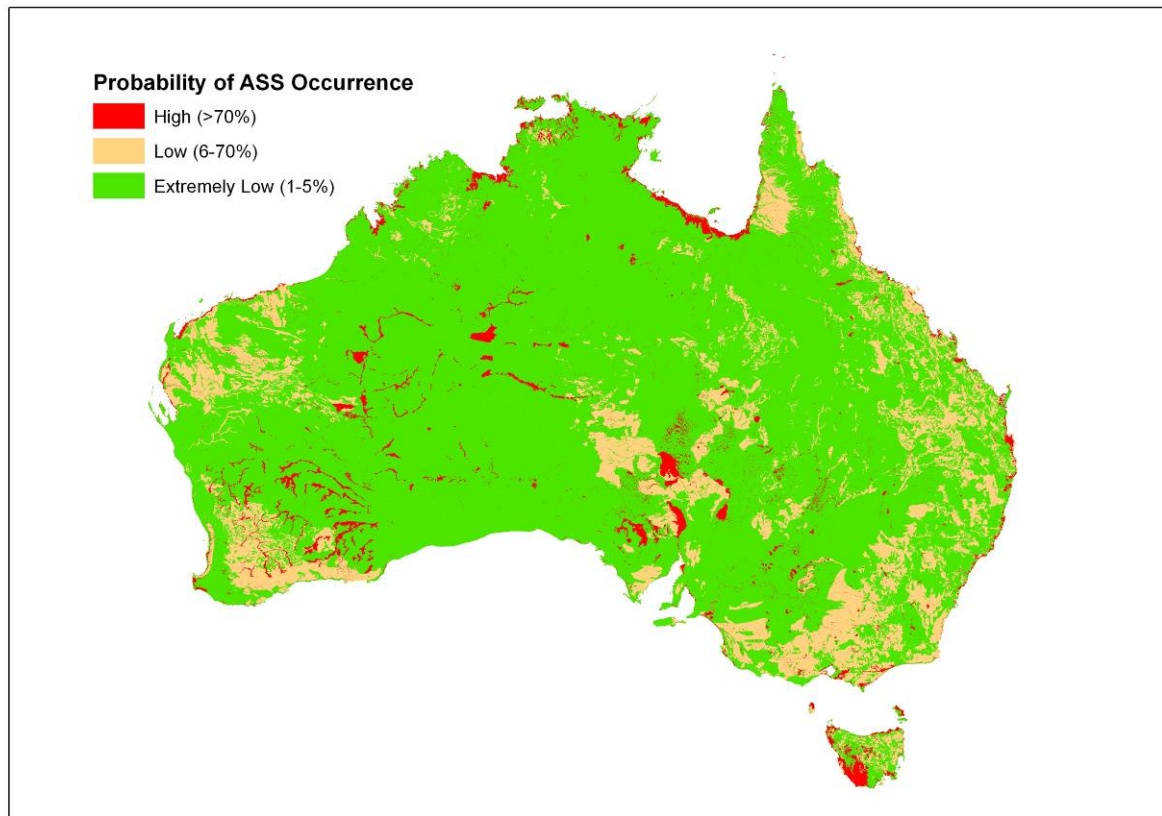 Probability of ASS Occurrence
High (>70%)
Low (6-70%)
Extremely Low (1-5%)